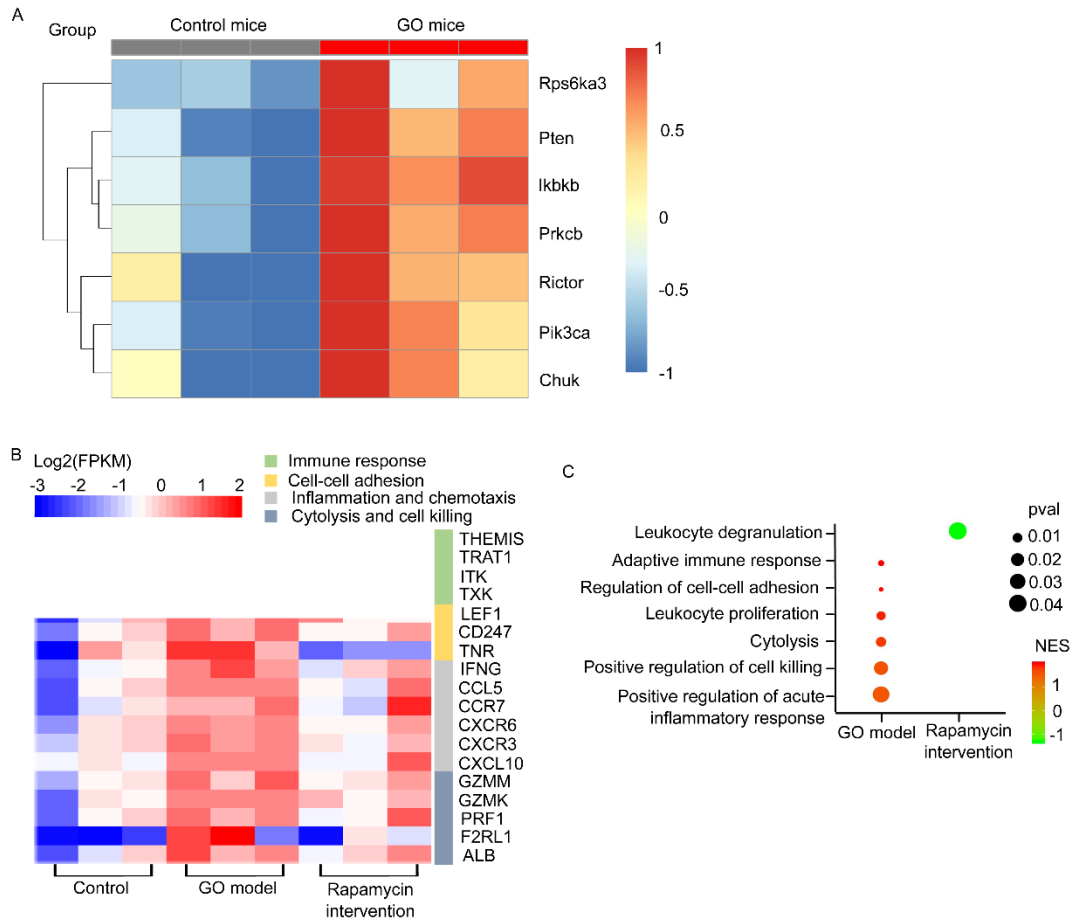 A
Group
Control mice
GO mice
Rps6ka3
Pten
Ikbkb
Prkcb
Rictor
Pik3ca
Chuk
1
0.5
0
-0.5
-1
B
Log2(FPKM)
-3 -2 -1 0 1 2
Immune response
Cell-cell adhesion
Inflammation and chemotaxis
Cytolysis and cell killing
THEMIS
TRAT1
ITK
TXK
LEF1
CD247
TNR
IFNG
CCL5
CCR7
CXCR6
CXCR3
CXCL10
GZMM
GZMK
PRF1
F2RL1
ALB
Control
GO model
Rapamycin
intervention
C
Leukocyte degranulation
Adaptive immune response
Regulation of cell-cell adhesion
Leukocyte proliferation
Cytolysis
Positive regulation of cell killing
Positive regulation of acute
inflammatory response
GO model
Rapamycin
intervention
pval
0.01
0.02
0.03
0.04
NES
1
0
-1